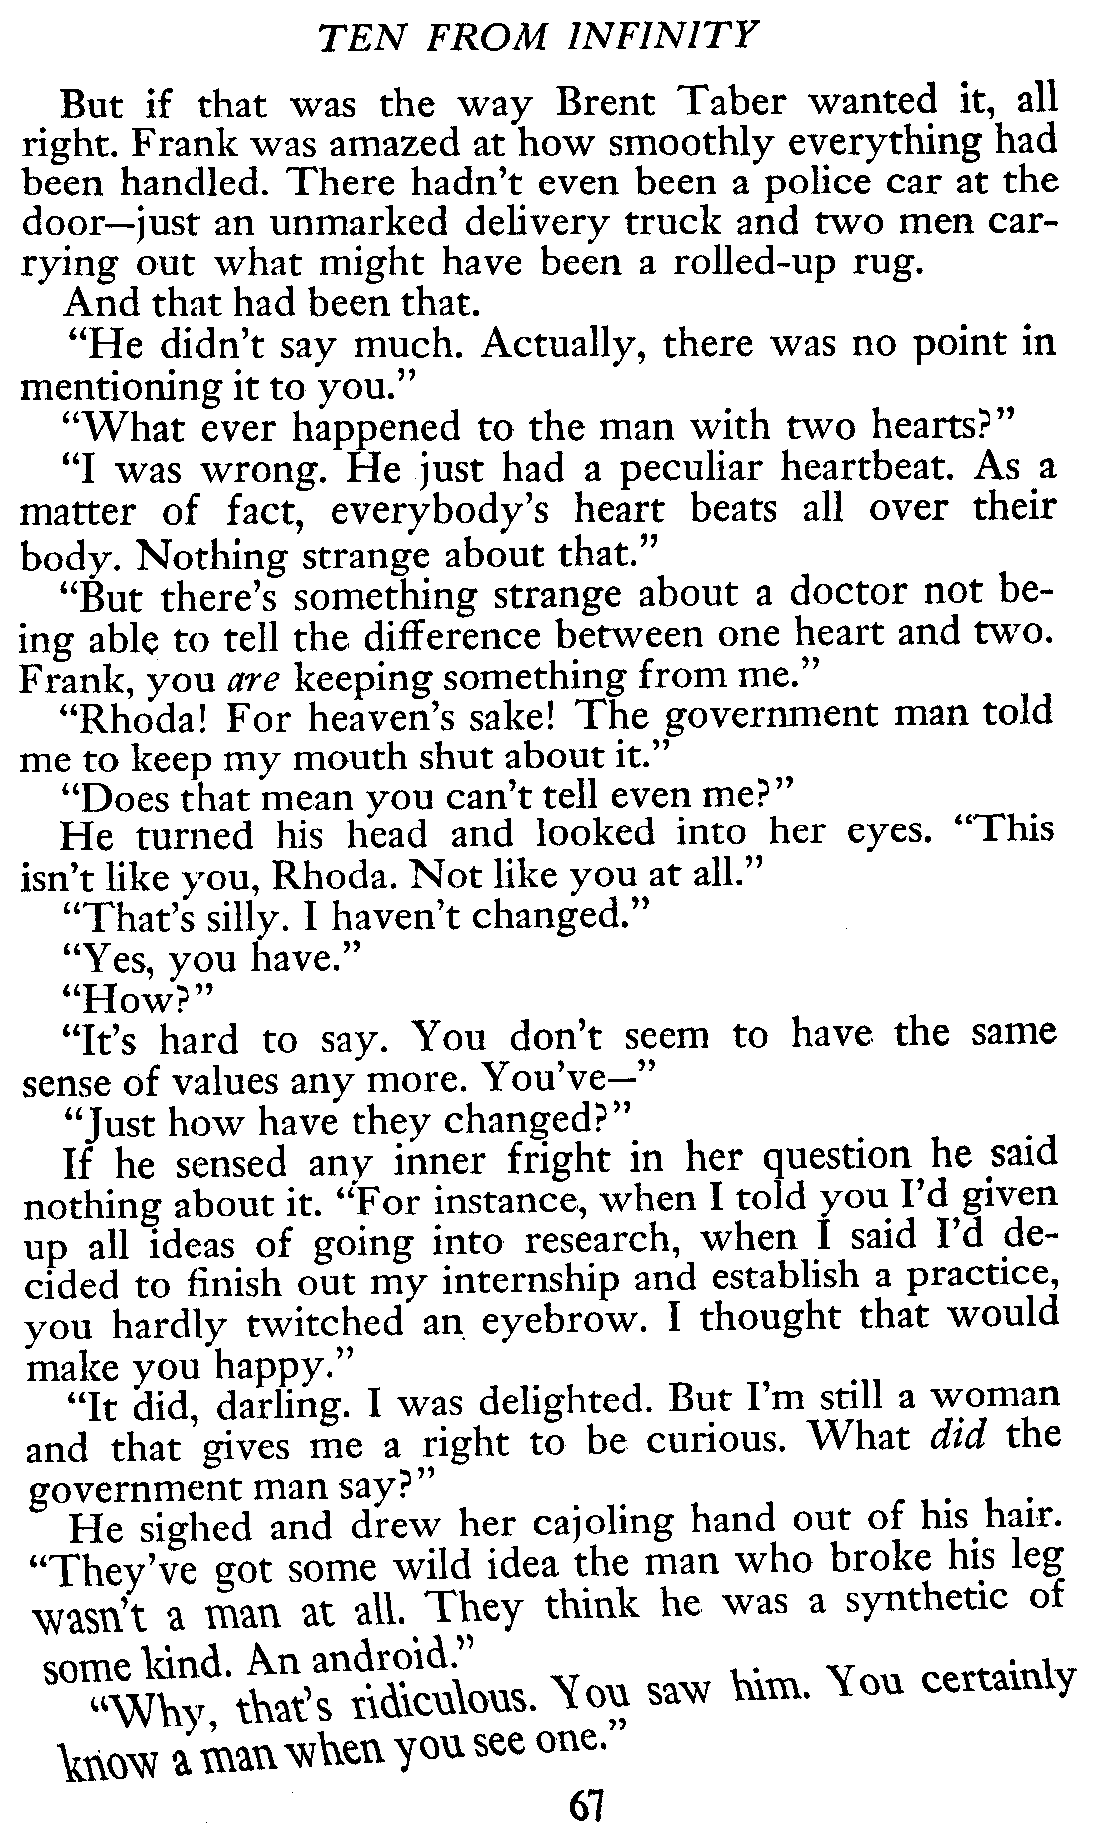 TEN FROM INFINITY
But if that was the way Brent Taber wanted it, all
right. Frank was amazed at how smoothly everything had
been handled. There hadn't even been a police car at the
door—just an unmarked delivery truck and two men car-
rying out what might have been a rolled-up rug.
And that had been that.
“He didn't say much. Actually, there was no point in
mentioning it to you.”
“What ever happened to the man with two hearts?”
“I was wrong. He just had a peculiar heartbeat. As a
matter of fact, everybody's heart beats all over their
body. Nothing strange about that.”
“But there's something strange about a doctor not be-
ing able to tell the difference between one heart and two.
Frank, you are keeping something from me.”
“Rhoda! For heaven's sake! The government man told
me to keep my mouth shut about it.”
“Does that mean you can't tell even me?”
He turned his head and looked into her eyes. “This
isn't like you, Rhoda. Not like you at all.”
“That's silly. I haven't changed.”
“Yes, you have.”
“How?”
“It's hard to say. You don't seem to have the same
sense of values any more. You've—”
“Just how have they changed?”
If he sensed any inner fright in her question he said
nothing about it. “For instance, when I told you I'd given
up all ideas of going into research, when I said I'd de-
cided to finish out my internship and establish a practice,
you hardly twitched an eyebrow. I thought that would
make you happy.”
“It did, darling. I was delighted. But I'm still a woman
and that gives me a right to be curious. What did the
government man say?”
He sighed and drew her cajoling hand out of his hair.
“They've got some wild idea the man who broke his leg
wasn't a man at all. They think he was a synthetic of
some kind. An android.”
“Why, that's ridiculous. You saw him. You certainly
know a man when you see one.”
67